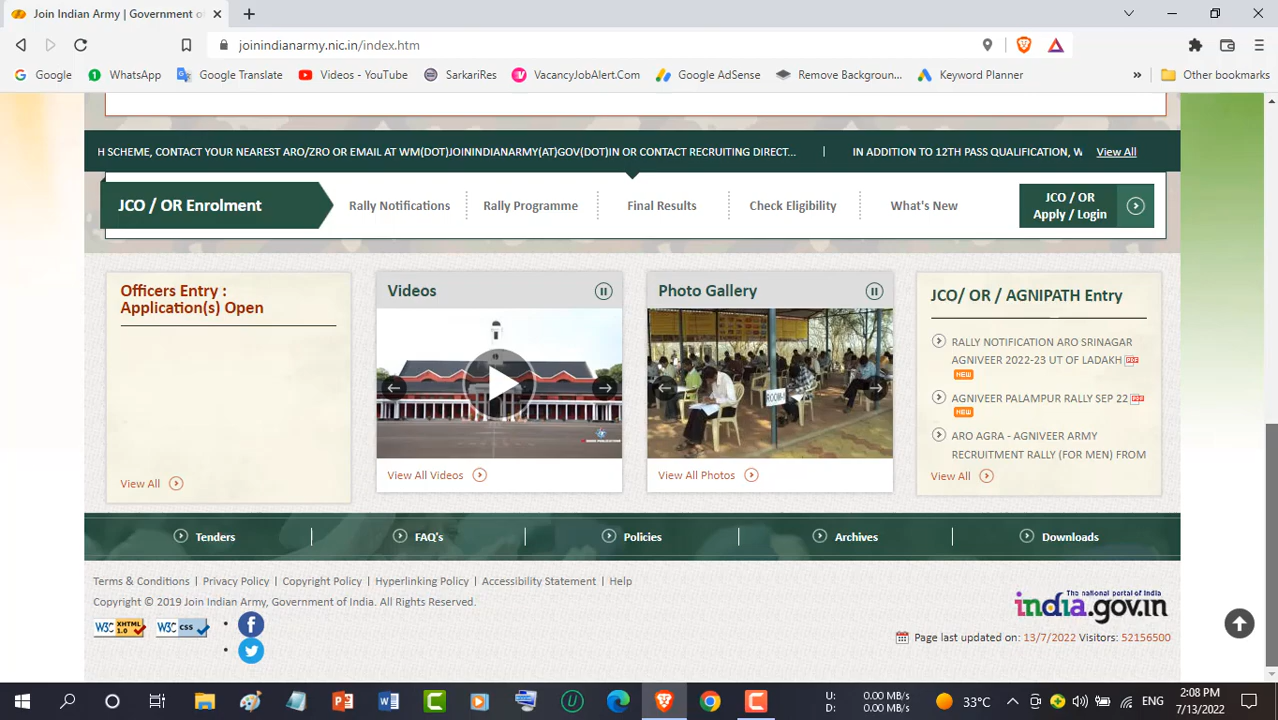 Join Indian Army | Government of
joinindianarmy.nic.in/index.htm
Google
WhatsApp
Google Translate
Videos - YouTube
SarkriRes
VacancyJobAlert.Com
Google AdSense
Remove Backgroun...
Keyword Planner
»
Other bookmarks
H SCHEME, CONTACT YOUR NEAREST ARO/ZRO OR EMAIL AT WM(DOT)JOININDIANARMY(AT)GOV(DOT)IN OR CONTACT RECRUITING DIRECT... | IN ADDITION TO 12TH PASS QUALIFICATION, W View All
JCO / OR Enrolment
Rally Notifications
Rally Programme
Final Results
Check Eligibility
What's New
JCO / OR
Apply / Login
Officers Entry :
Application(s) Open
View All
Videos
View All Videos
Photo Gallery
ROOM-I
View All Photos
JCO/ OR / AGNIPATH Entry
RALLY NOTIFICATION ARO SRINAGAR
AGNIVEER 2022-23 UT OF LADAKH
NEW
AGNIVEER PALAMPUR RALLY SEP 22
NEW
ARO AGRA - AGNIVEER ARMY
RECRUITMENT RALLY (FOR MEN) FROM
View All
Tenders
FAQ's
Policies
Archives
Downloads
Terms & Conditions | Privacy Policy | Copyright Policy | Hyperlinking Policy | Accessibility Statement | Help
Copyright © 2019 Join Indian Army, Government of India. All Rights Reserved.
W3C XHTML 1.0
W3C css
The national portal of India
india.gov.in
Page last updated on: 13/7/2022 Visitors: 52156500
U: 0.00 MB/s
D: 0.00 MB/s
33°C
ENG
2:08 PM
7/13/2022